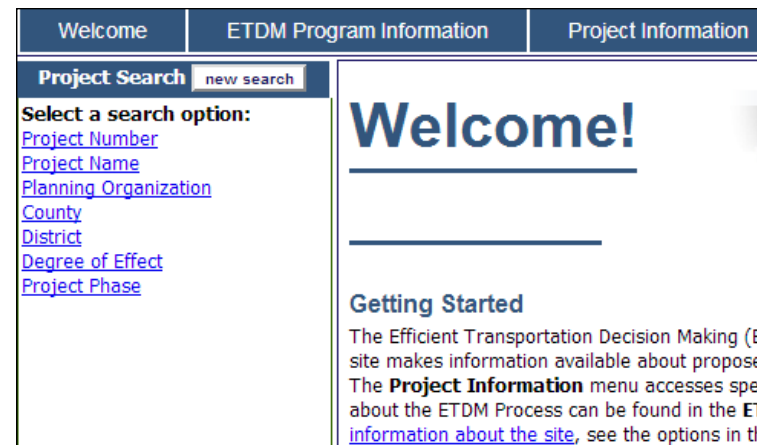 Welcome
ETDM Program Information
Project Information
Project Search
new search
Select a search option:
Project Number
Project Name
Planning Organization
County
District
Degree of Effect
Project Phase
Welcome!
Getting Started
The Efficient Transportation Decision Making (
site makes information available about
The Project Information menu accesses
about the ETDM Process can be found in the
information about the site, see the options in